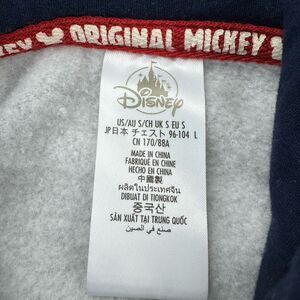 ORIGINAL MICKEY
Disney
US/AU S/CH UK S EU S
JP日本 チェスト 96-104 L
CN 170/88A
MADE IN CHINA
FABRIQUÉ EN CHINE
HECHO EN CHINA
中國製
ผลิตในประเทศจีน
DIBUAT DI TIONGKOK
중국산
SẢN XUẤT TẠI TRUNG QUỐC
صنع في الصين